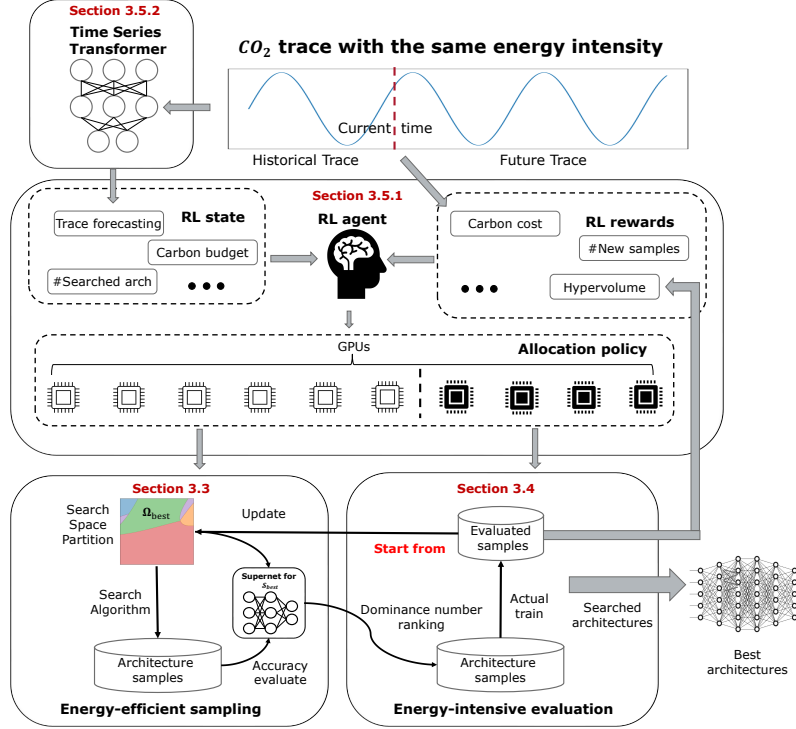 Section 3.5.2
Time Series
Transformer
CO₂ trace with the same energy intensity
Current time
Historical Trace
Future Trace
Section 3.5.1
RL state
Trace forecasting
Carbon budget
#Searched arch
RL agent
RL rewards
Carbon cost
#New samples
Hypervolume
GPUs
Allocation policy
Section 3.3
Search
Space
Partition
Ω_best
Update
Search
Algorithm
Supernet for
s_best
Architecture
samples
Accuracy
evaluate
Energy-efficient sampling
Section 3.4
Start from
Evaluated
samples
Dominance number
ranking
Actual
train
Architecture
samples
Energy-intensive evaluation
Searched
architectures
Best
architectures